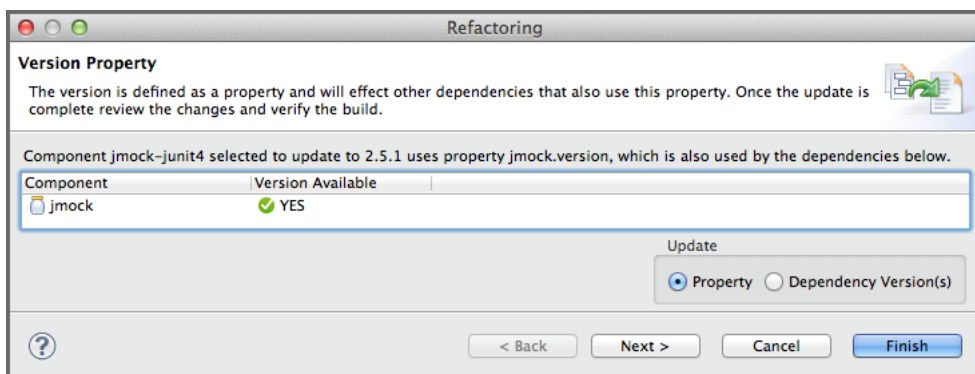 Refactoring
Version Property
The version is defined as a property and will effect other dependencies that also use this property. Once the update is
complete review the changes and verify the build.
Component jmock-junit4 selected to update to 2.5.1 uses property jmock.version, which is also used by the dependencies below.
Component Version Available
jmock YES
Update
Property Dependency Version(s)
? < Back Next > Cancel Finish